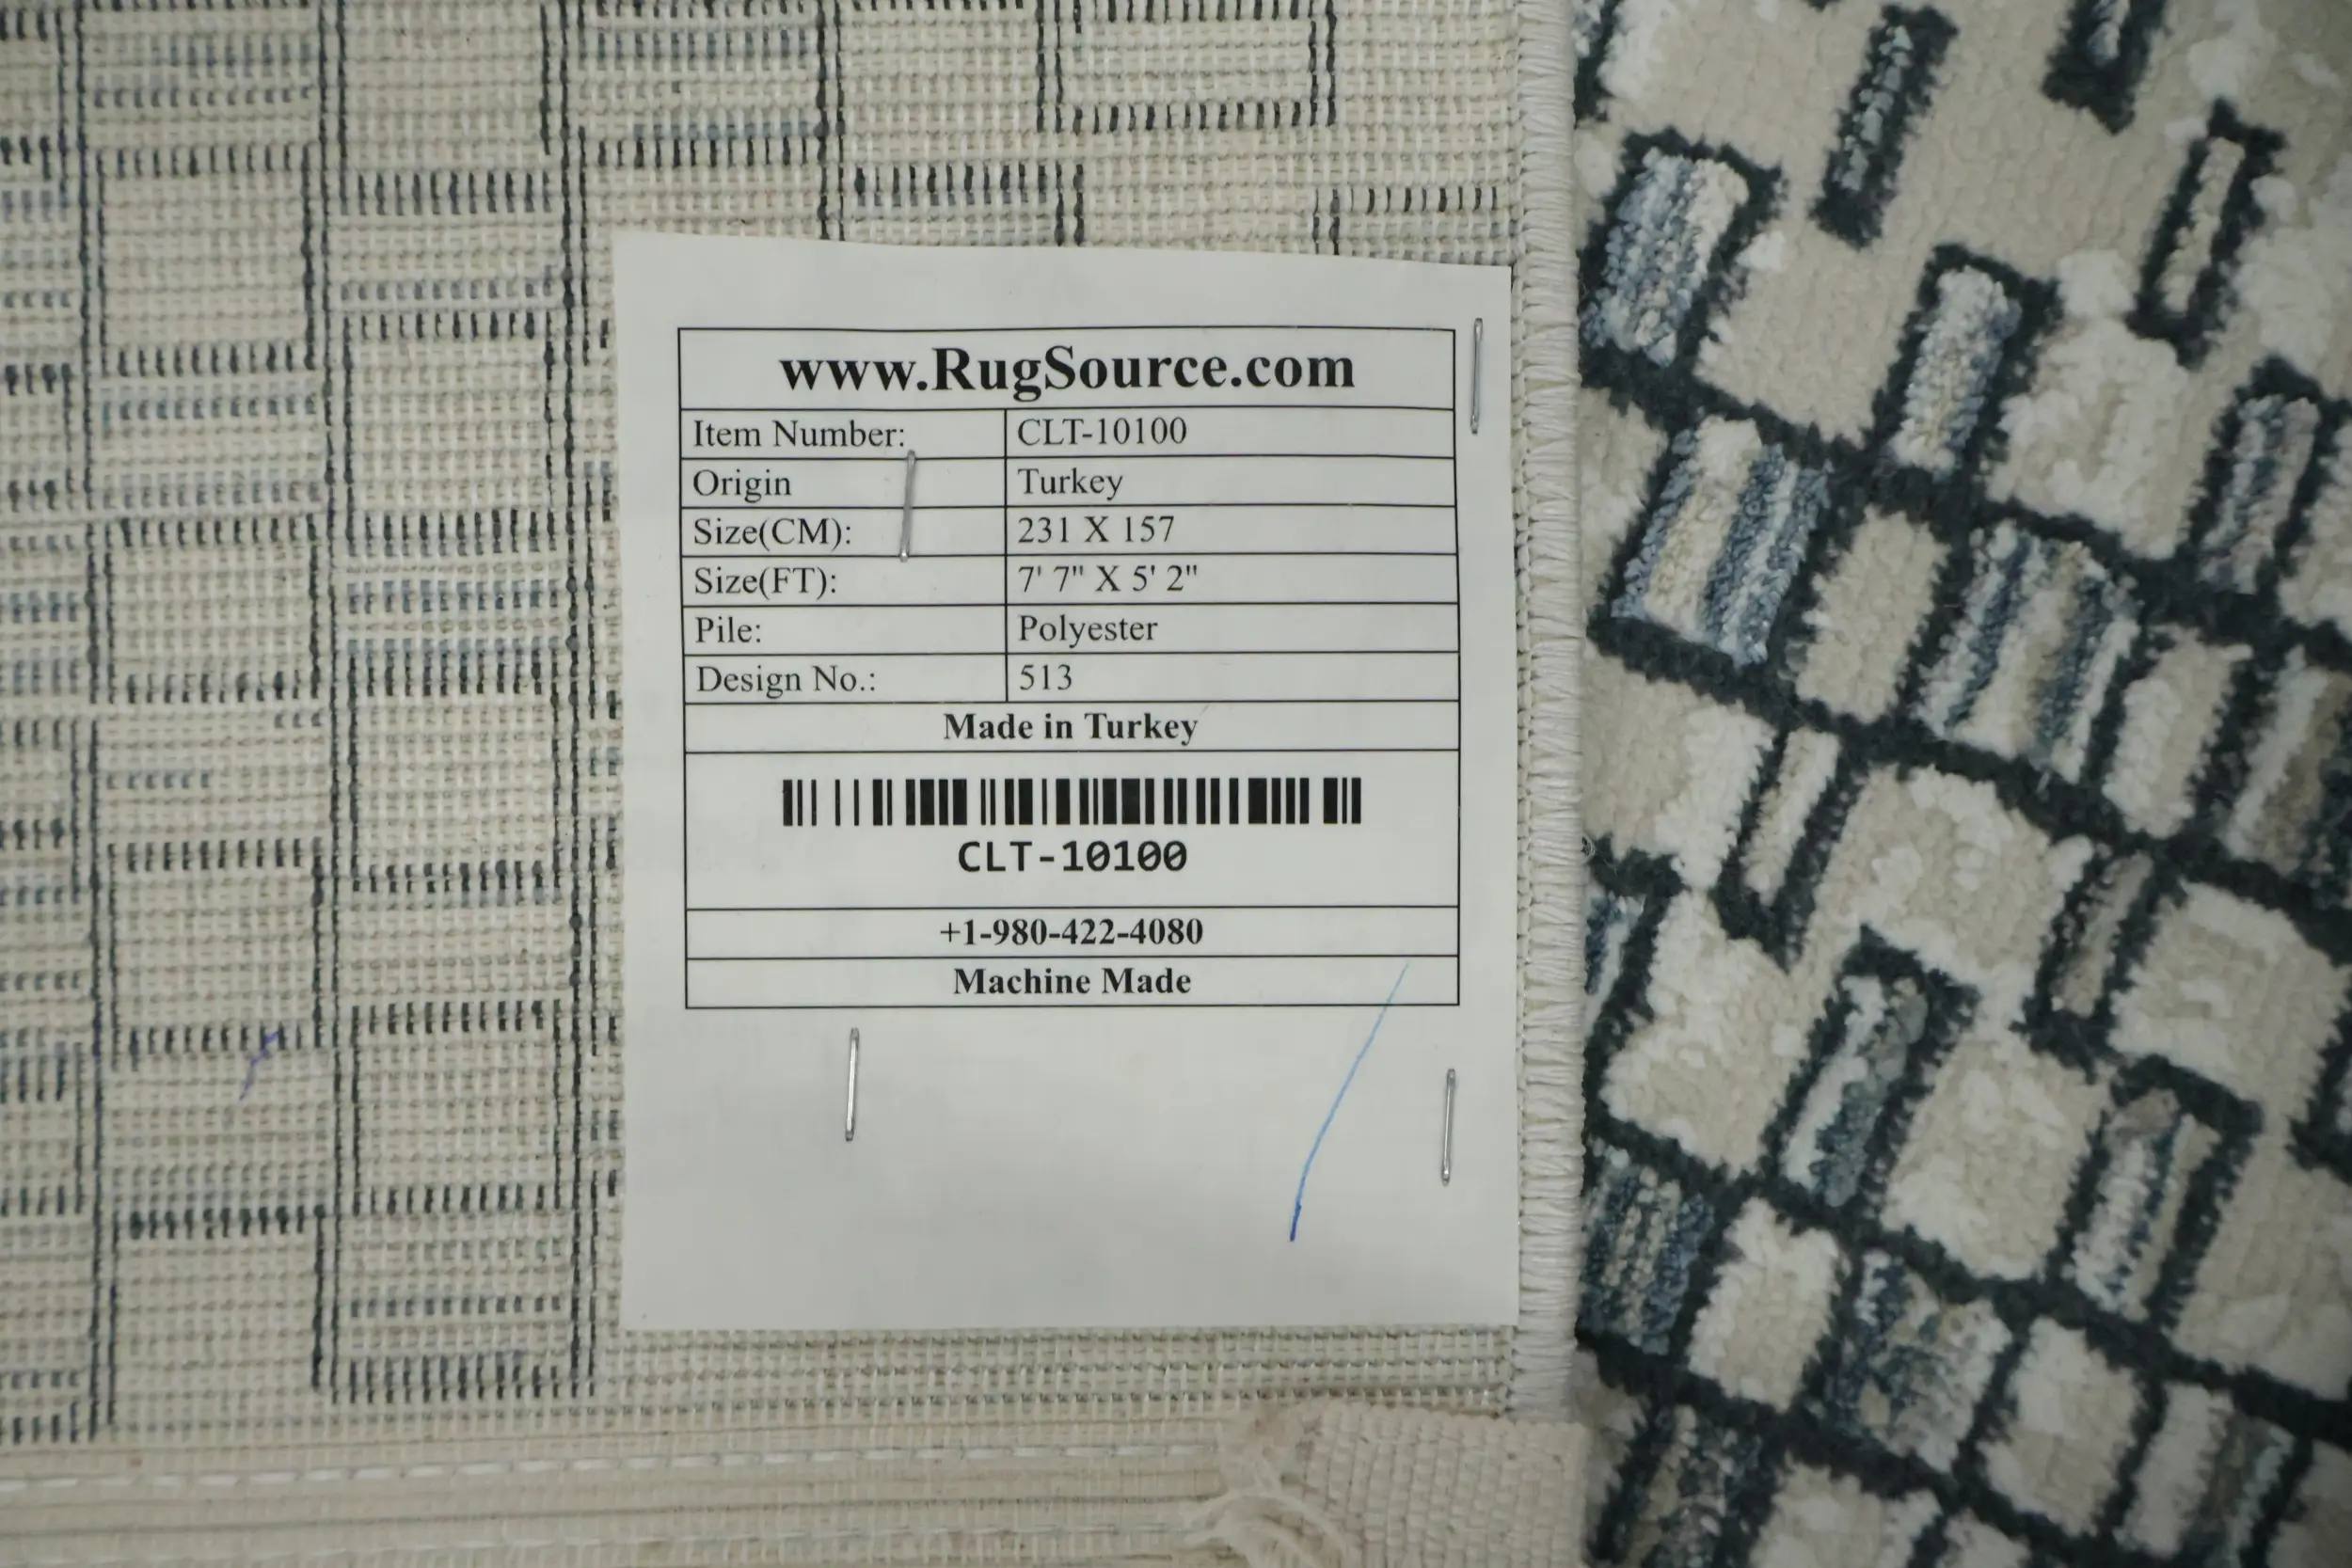 www.RugSource.com
Item Number: CLT-10100
Origin Turkey
Size(CM): 231 X 157
Size(FT): 7' 7" X 5' 2"
Pile: Polyester
Design No.: 513
Made in Turkey
CLT-10100
+1-980-422-4080
Machine Made